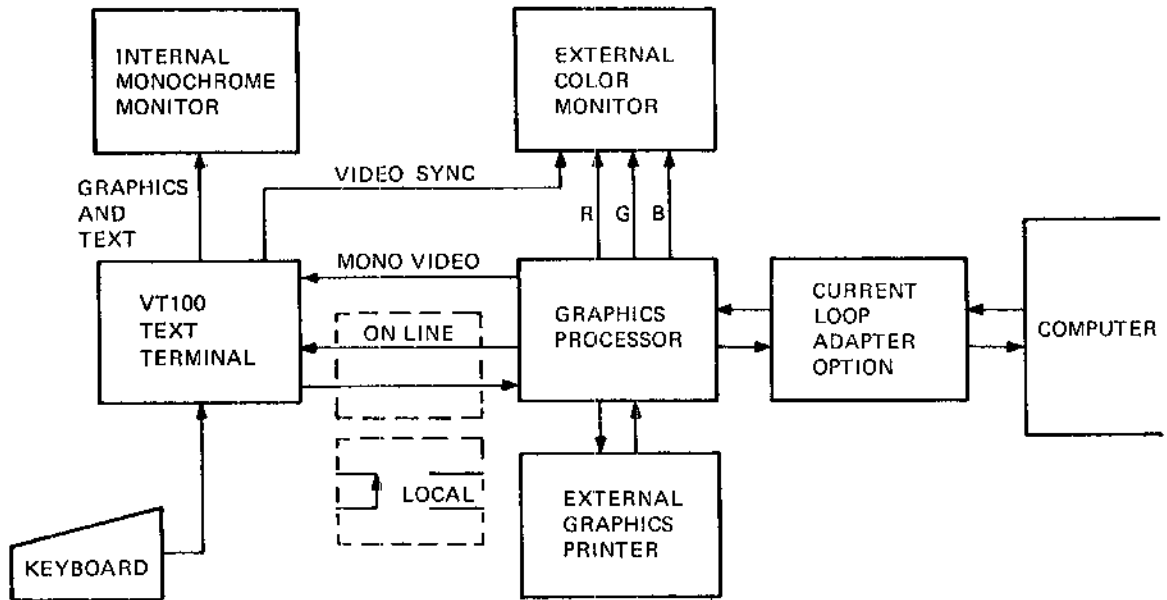 INTERNAL
MONOCHROME
MONITOR
EXTERNAL
COLOR
MONITOR
VIDEO SYNC
GRAPHICS
AND
TEXT
R G B
MONO VIDEO
VT100
TEXT
TERMINAL
ON LINE
GRAPHICS
PROCESSOR
CURRENT
LOOP
ADAPTER
OPTION
COMPUTER
LOCAL
EXTERNAL
GRAPHICS
PRINTER
KEYBOARD